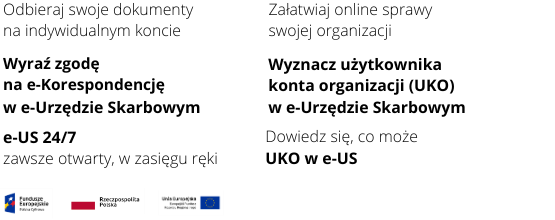 Odbieraj swoje dokumenty
na indywidualnym koncie
Wyraź zgodę
na e-Korespondencję
w e-Urzędzie Skarbowym
e-US 24/7
zawsze otwarty, w zasięgu ręki
Załatwiaj online sprawy
swojej organizacji
Wyznacz użytkownika
konta organizacji (UKO)
w e-Urzędzie Skarbowym
Dowiedz się, co może
UKO w e-US
Fundusze
Europejskie
Polska Cyfrowa
Rzeczpospolita
Polska
Unia Europejska